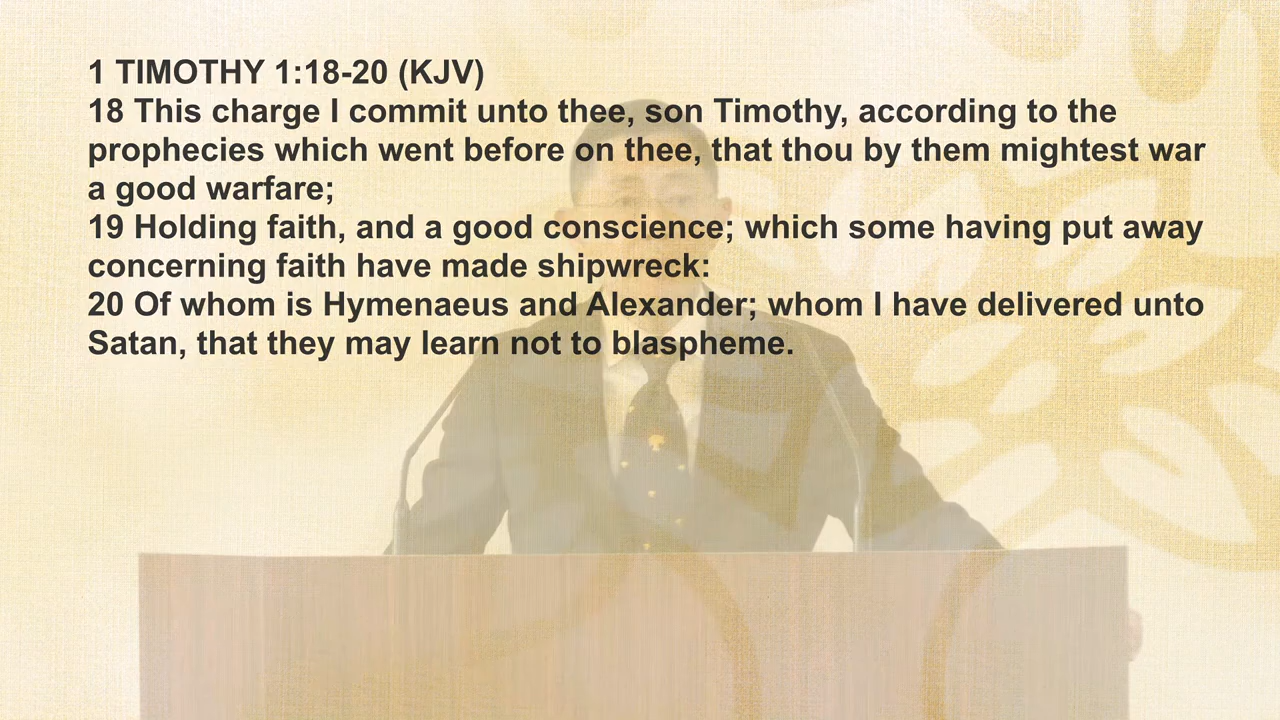 1 TIMOTHY 1:18-20 (KJV)
18 This charge I commit unto thee, son Timothy, according to the
prophecies which went before on thee, that thou by them mightest war
a good warfare;
19 Holding faith, and a good conscience; which some having put away
concerning faith have made shipwreck:
20 Of whom is Hymenaeus and Alexander; whom I have delivered unto
Satan, that they may learn not to blaspheme.